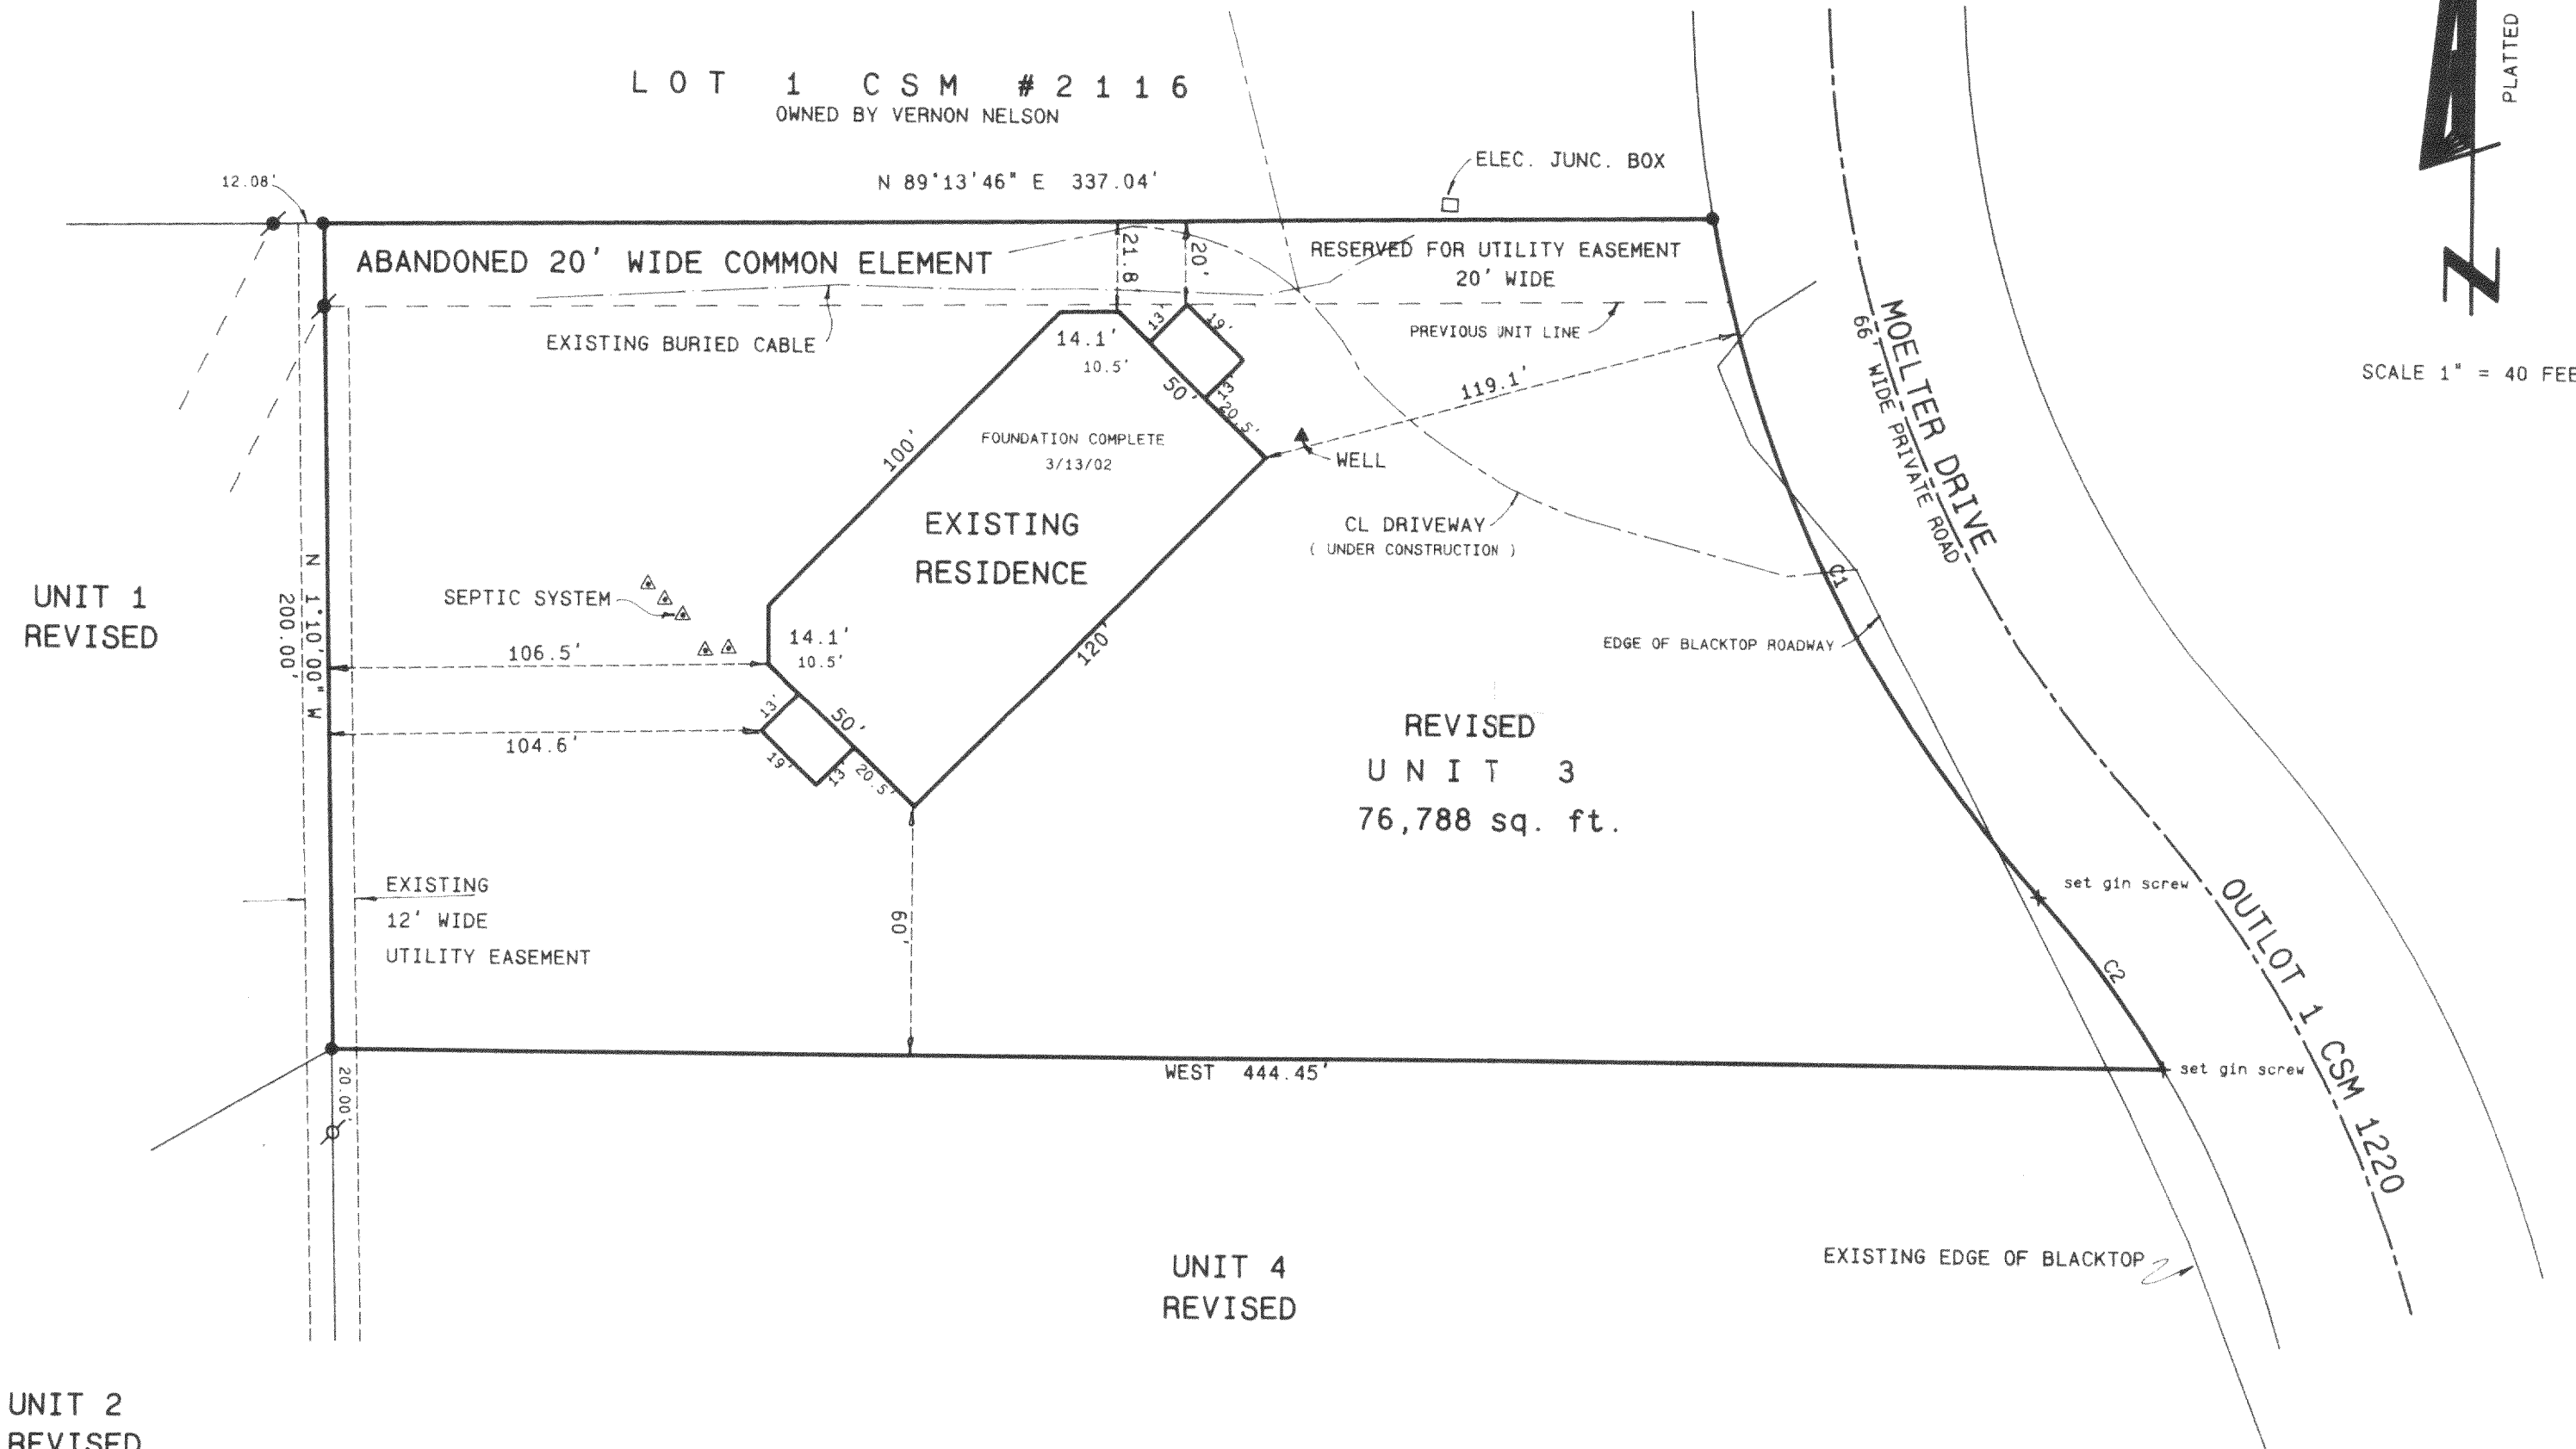 PLATTED
LOT 1 CSM #2116
OWNED BY VERNON NELSON
ELEC. JUNC. BOX
12.08'
N 89°13'46" E 337.04'
ABANDONED 20' WIDE COMMON ELEMENT
21.8
20'
RESERVED FOR UTILITY EASEMENT
20' WIDE
N
EXISTING BURIED CABLE
14.1'
10.5'
13'
19'
PREVIOUS UNIT LINE
50'
13'
20.5'
119.1'
MOELTER DRIVE
66' WIDE PRIVATE ROAD
SCALE 1" = 40 FEE
100'
FOUNDATION COMPLETE
3/13/02
WELL
EXISTING
RESIDENCE
CL DRIVEWAY
( UNDER CONSTRUCTION )
C1
UNIT 1
REVISED
N 1°10'00" W
200.00'
SEPTIC SYSTEM
106.5'
14.1'
10.5'
120'
EDGE OF BLACKTOP ROADWAY
104.6'
13'
50'
19'
13'
20.5'
REVISED
UNIT 3
76,788 sq. ft.
EXISTING
12' WIDE
UTILITY EASEMENT
60'
set gin screw
OUTLOT 1 CSM 1220
C2
WEST 444.45'
set gin screw
20.00'
UNIT 4
REVISED
EXISTING EDGE OF BLACKTOP
UNIT 2
REVISED